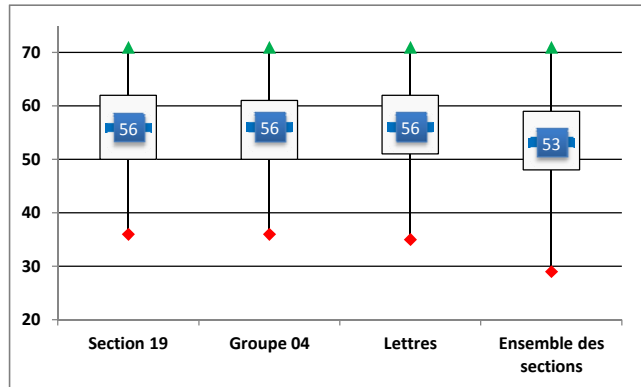 70
60
50
40
30
20
56
56
56
53
Section 19
Groupe 04
Lettres
Ensemble des
sections